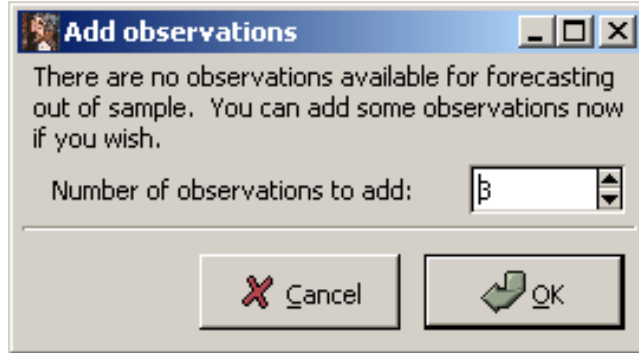 Add observations
There are no observations available for forecasting
out of sample. You can add some observations now
if you wish.
Number of observations to add: 3
Cancel OK